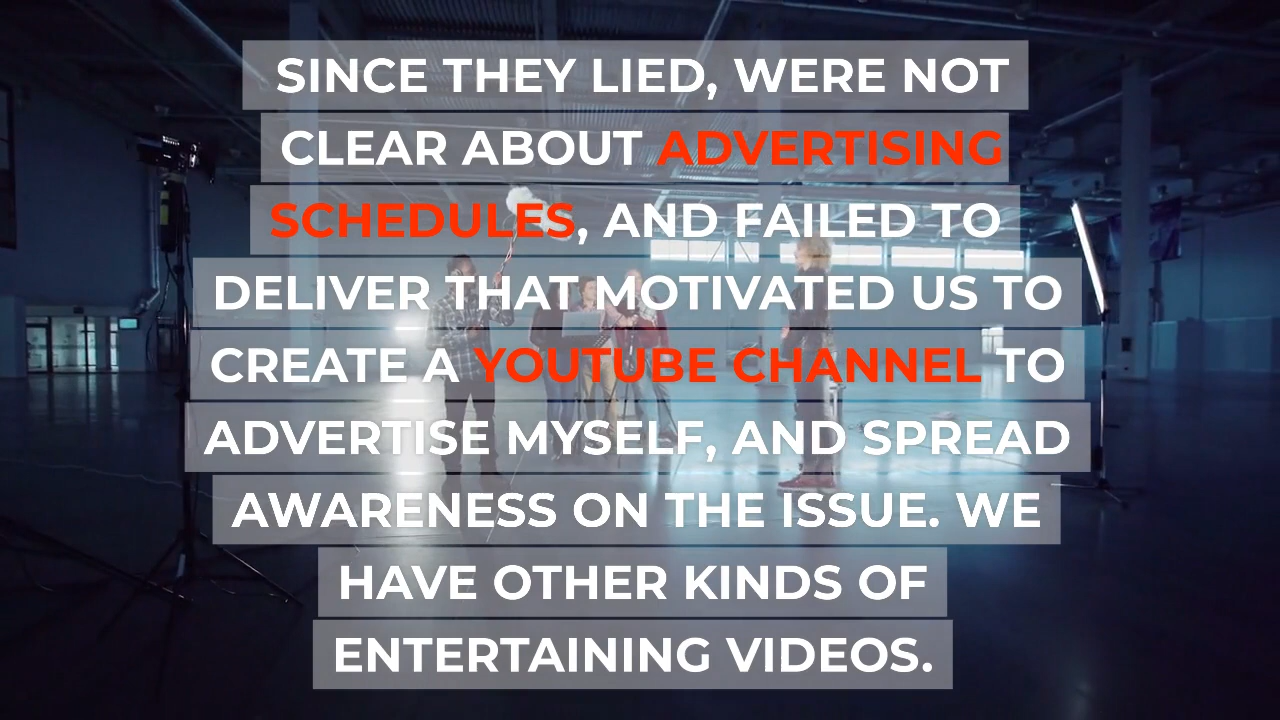 SINCE THEY LIED, WERE NOT
CLEAR ABOUT ADVERTISING
SCHEDULES, AND FAILED TO
DELIVER THAT MOTIVATED US TO
CREATE A YOUTUBE CHANNEL TO
ADVERTISE MYSELF, AND SPREAD
AWARENESS ON THE ISSUE. WE
HAVE OTHER KINDS OF
ENTERTAINING VIDEOS.